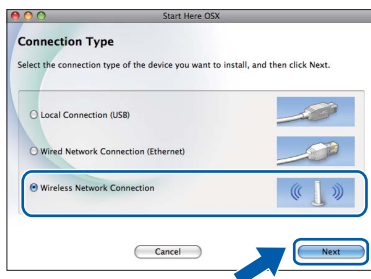 Start Here OSX
Connection Type
Select the connection type of the device you want to install, and then click Next.
Local Connection (USB)
Wired Network Connection (Ethernet)
Wireless Network Connection
Cancel
Next